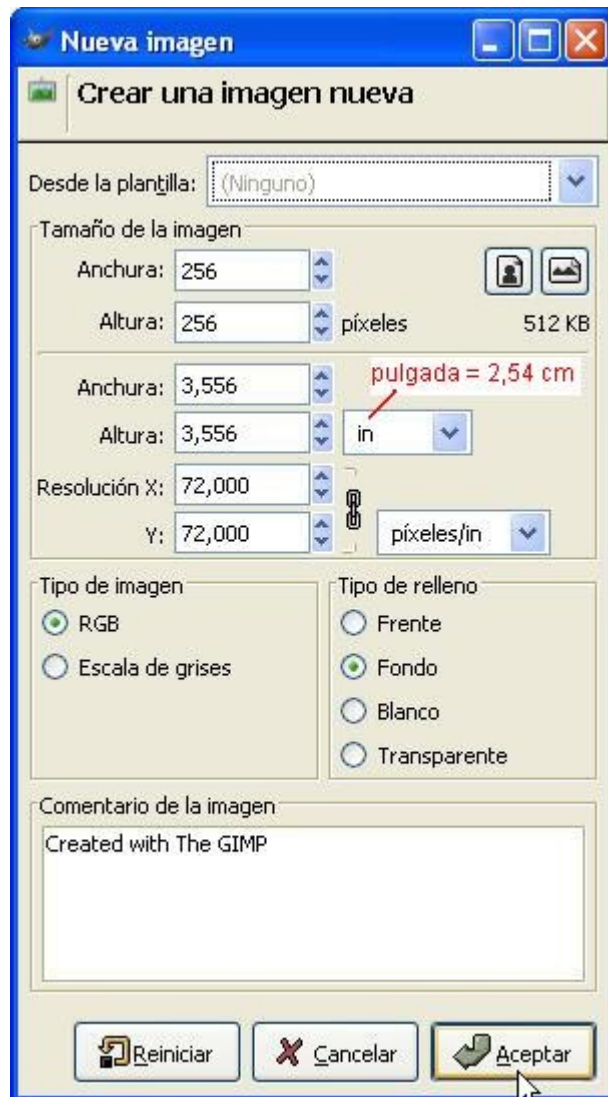 Nueva imagen
Crear una imagen nueva
Desde la plantilla: (Ninguno)
Tamaño de la imagen
Anchura: 256
Altura: 256 píxeles 512 KB
pulgada = 2,54 cm
Anchura: 3,556
Altura: 3,556 in
Resolución X: 72,000
Y: 72,000 píxeles/in
Tipo de imagen
RGB
Escala de grises
Tipo de relleno
Frente
Fondo
Blanco
Transparente
Comentario de la imagen
Created with The GIMP
Reiniciar Cancelar Aceptar